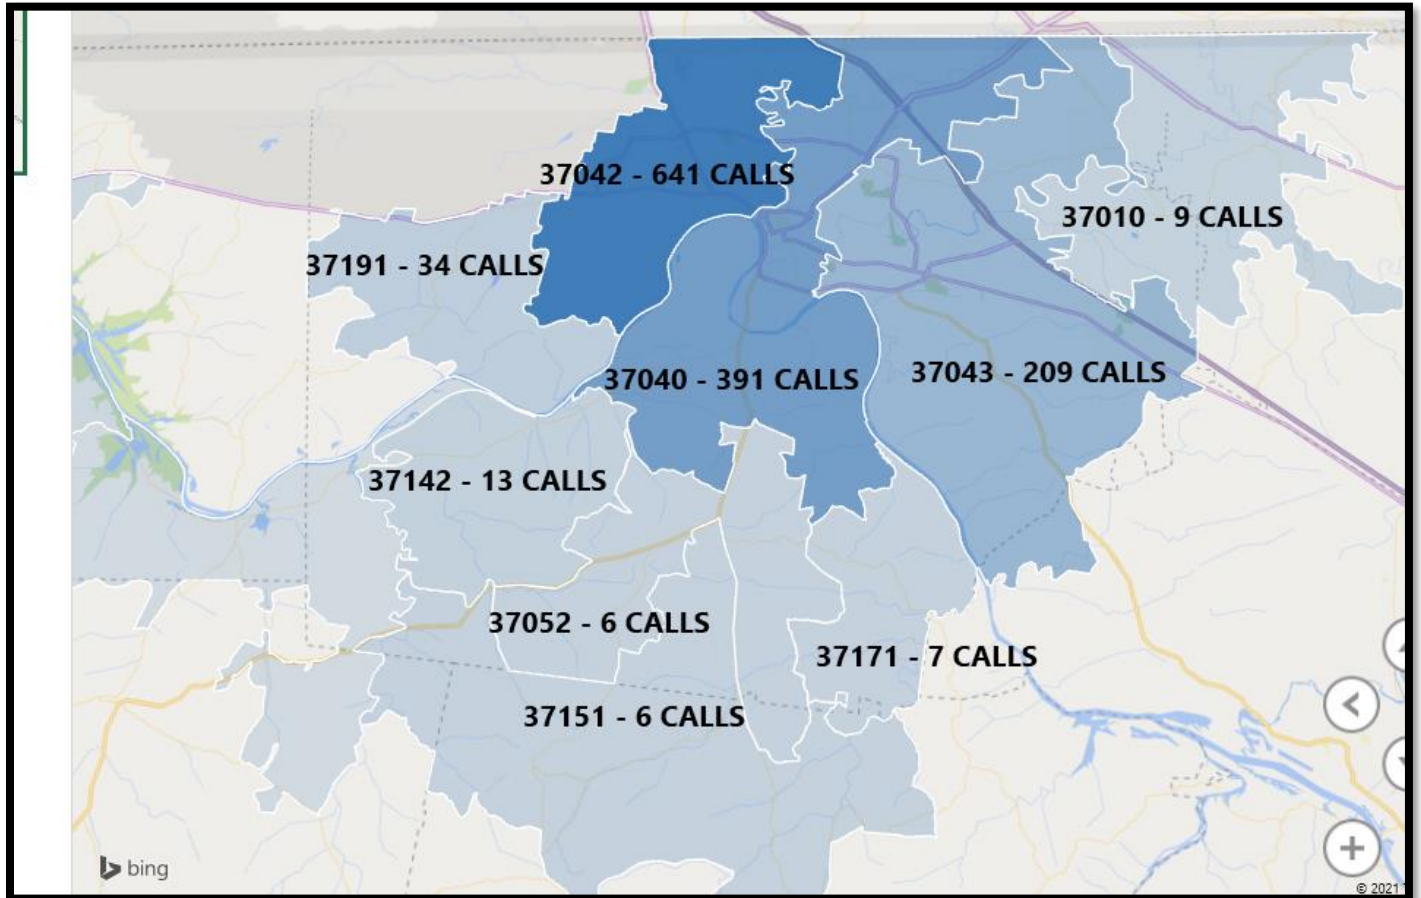 37042 - 641 CALLS
37010 - 9 CALLS
37191 - 34 CALLS
37040 - 391 CALLS
37043 - 209 CALLS
37142 - 13 CALLS
37052 - 6 CALLS
37171 - 7 CALLS
37151 - 6 CALLS
bing
© 2021